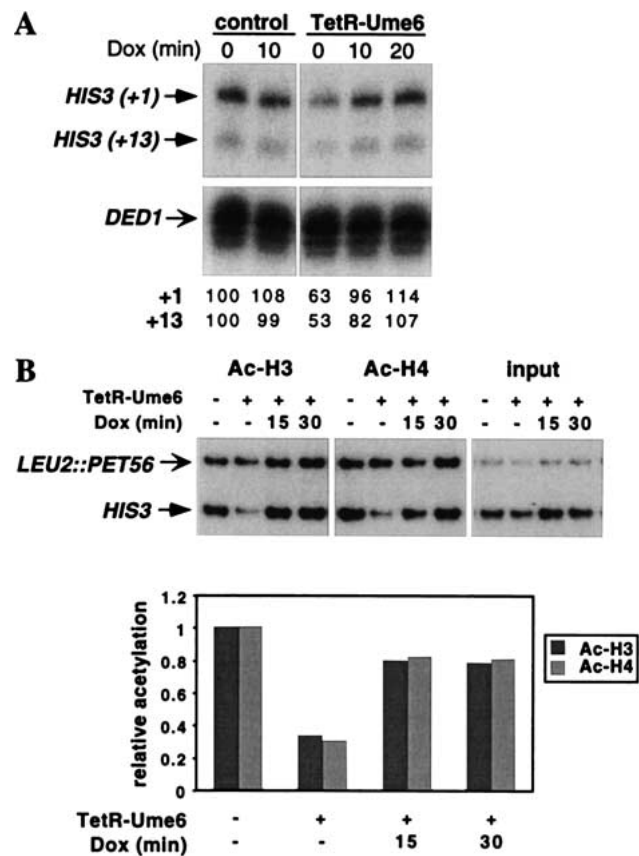 A
control TetR-Ume6
Dox (min) 0 10 0 10 20
HIS3 (+1)
HIS3 (+13)
DED1
+1 100 108 63 96 114
+13 100 99 53 82 107
B
Ac-H3 Ac-H4 input
TetR-Ume6 - + + + - + + + - + + +
Dox (min) - - 15 30 - - 15 30 - - 15 30
LEU2::PET56
HIS3
relative acetylation
1.2
1
0.8
0.6
0.4
0.2
0
Ac-H3
Ac-H4
TetR-Ume6 - + + +
Dox (min) - - 15 30